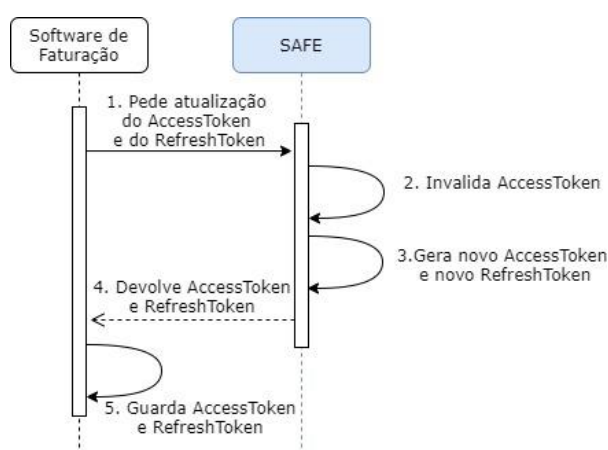 Software de
Faturação
SAFE
1. Pede atualização
do AccessToken
e do RefreshToken
2. Invalida AccessToken
3.Gera novo AccessToken
e novo RefreshToken
4. Devolve AccessToken
e RefreshToken
5. Guarda AccessToken
e RefreshToken